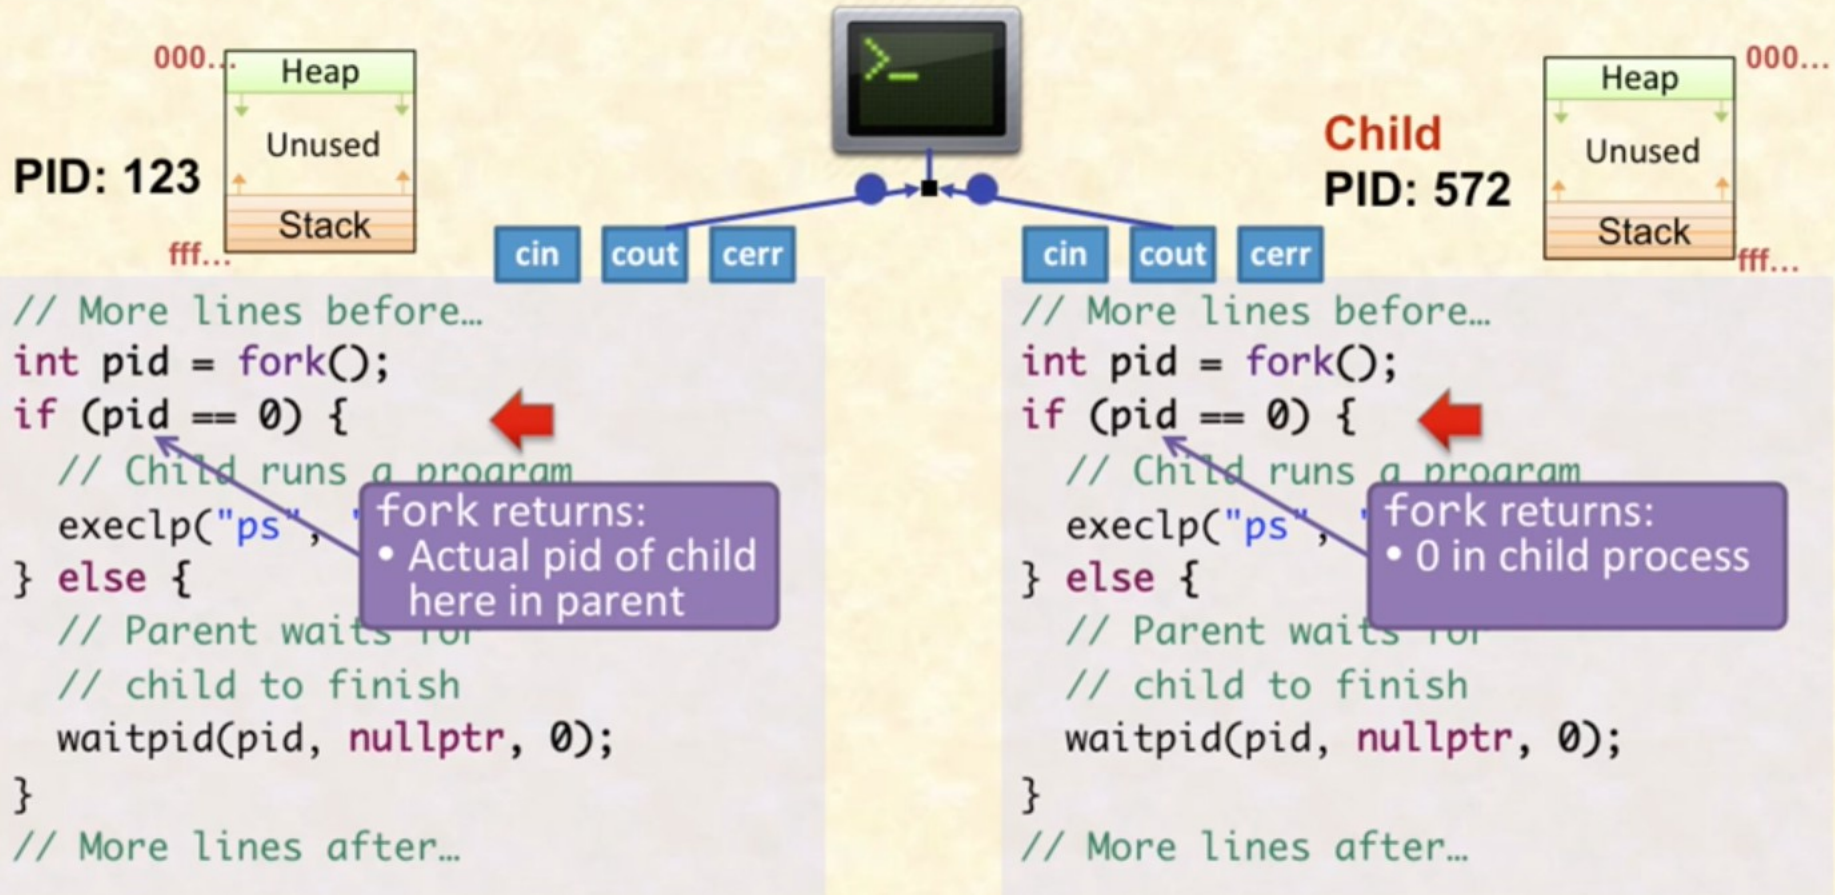 000...
Heap
Unused
PID: 123
Stack
fff...
>_
Child
PID: 572
000...
Heap
Unused
Stack
fff...
cin cout cerr
cin cout cerr
// More lines before…
int pid = fork();
if (pid == 0) {
// Child runs a program
execlp("ps", "
} else {
// Parent waits for
// child to finish
waitpid(pid, nullptr, 0);
}
// More lines after…
fork returns:
• Actual pid of child
here in parent
// More lines before…
int pid = fork();
if (pid == 0) {
// Child runs a program
execlp("ps", "
} else {
// Parent waits for
// child to finish
waitpid(pid, nullptr, 0);
}
// More lines after…
fork returns:
• 0 in child process